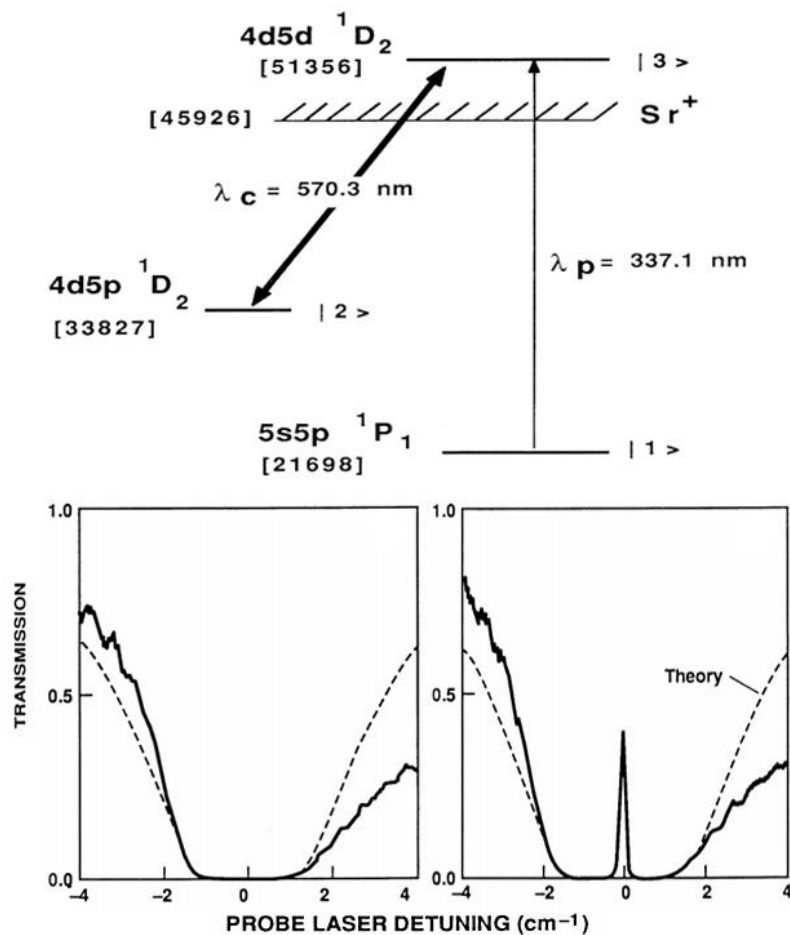 4d5d ¹D₂
[51356]
| 3 >
[45926]
Sr⁺
λ c = 570.3 nm
λ p = 337.1 nm
4d5p ¹D₂
[33827]
| 2 >
5s5p ¹P₁
[21698]
| 1 >
1.0
0.5
0.0
-4 -2 0 2 4
TRANSMISSION
1.0
0.5
0.0
-4 -2 0 2 4
Theory
PROBE LASER DETUNING (cm⁻¹)